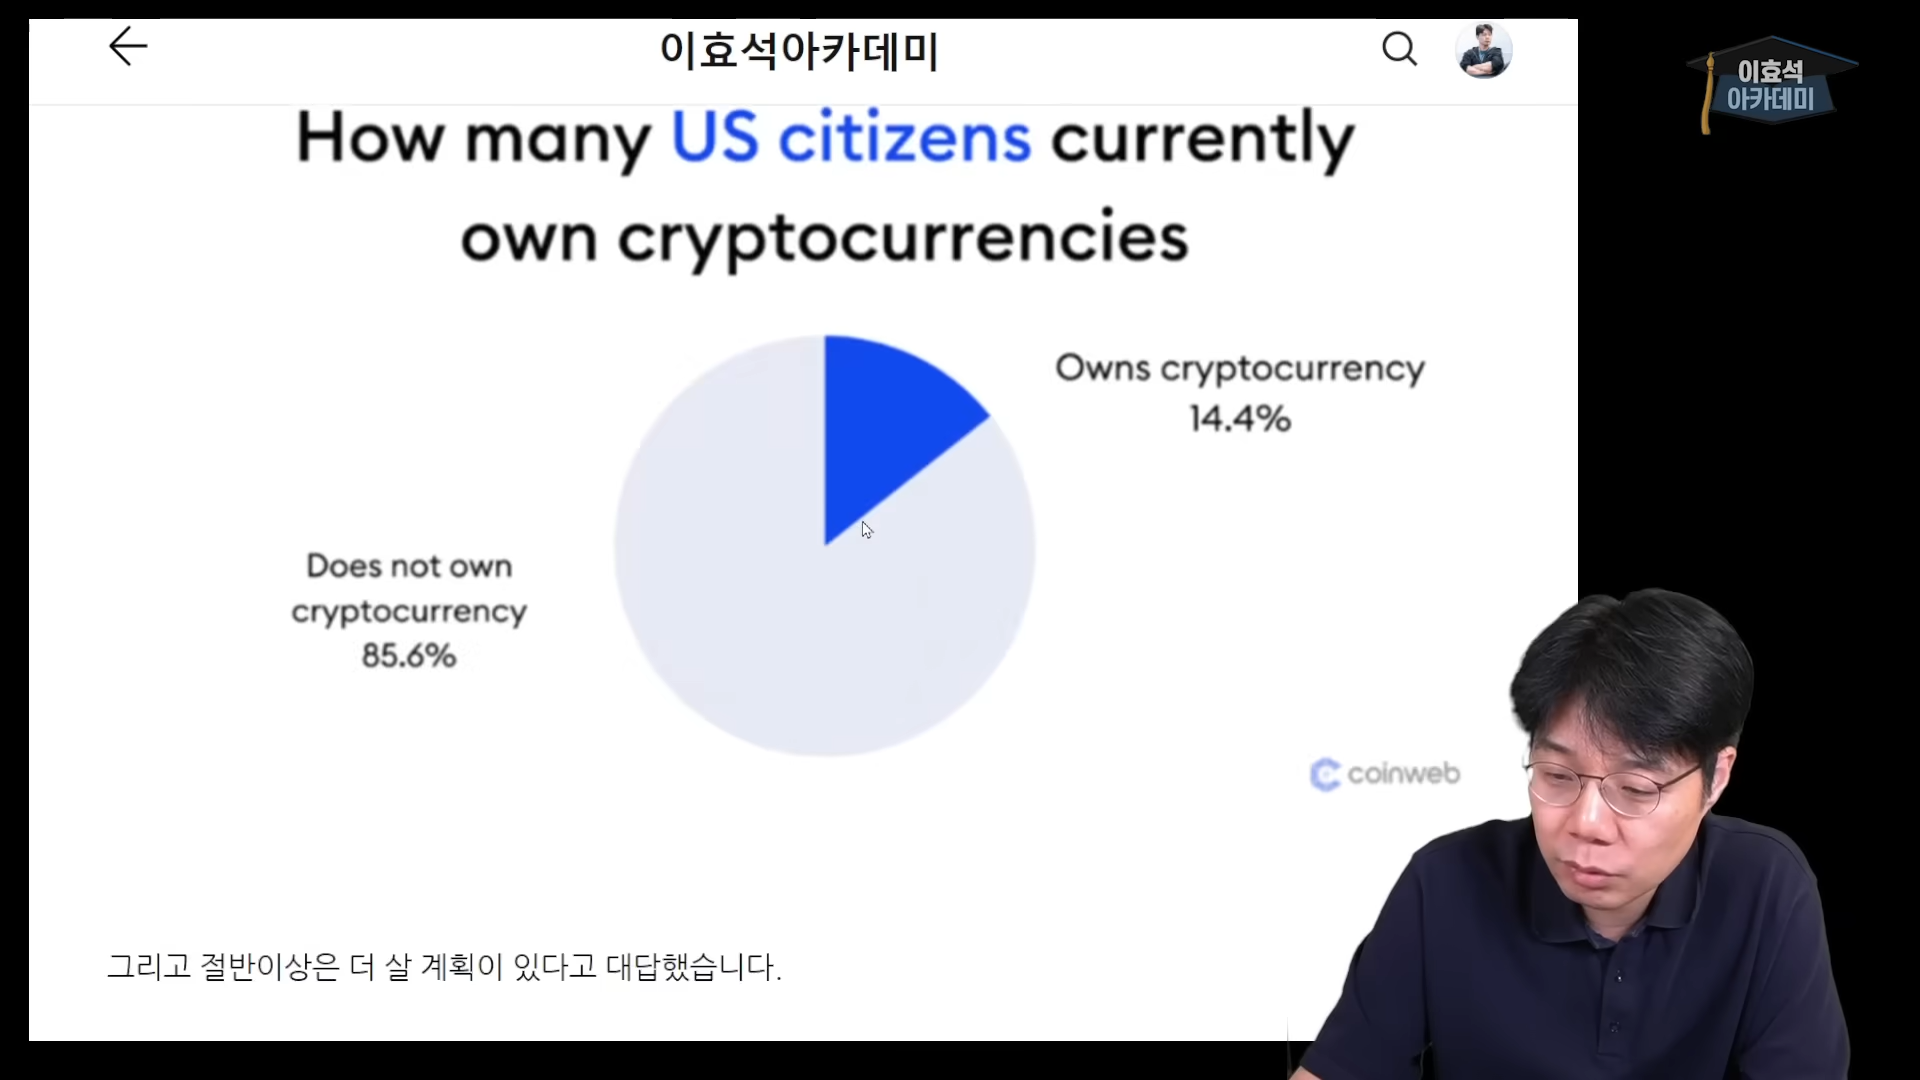 이효석아카데미
이효석
아카데미
How many US citizens currently
own cryptocurrencies
Owns cryptocurrency
14.4%
Does not own
cryptocurrency
85.6%
coinweb
그리고 절반이상은 더 살 계획이 있다고 대답했습니다.